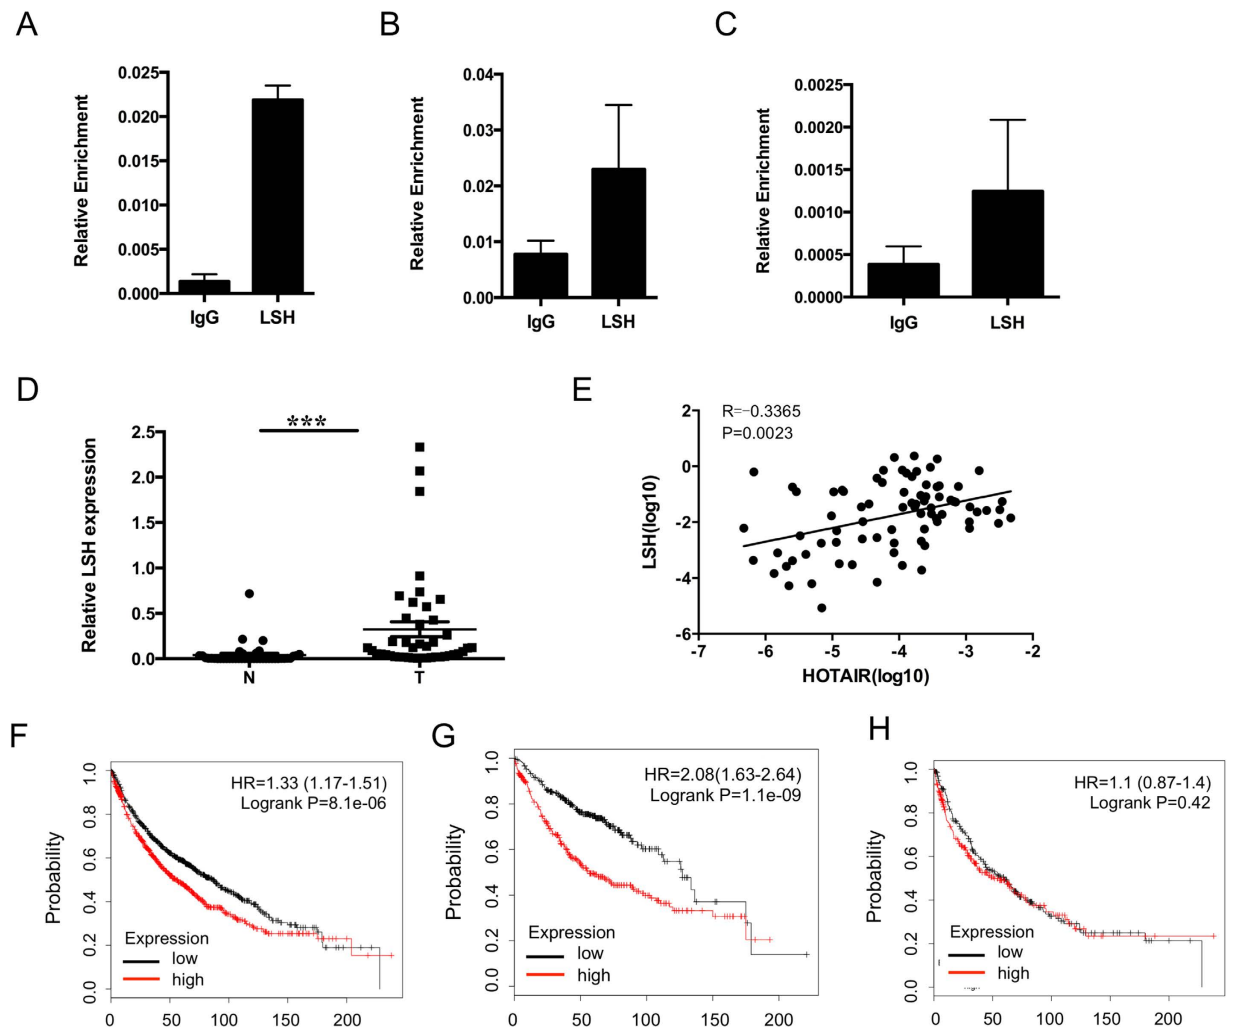 A
B
C
0.025
0.020
0.015
0.010
0.005
0.000
Relative Enrichment
IgG
LSH
0.04
0.03
0.02
0.01
0.00
Relative Enrichment
IgG
LSH
0.0025
0.0020
0.0015
0.0010
0.0005
0.0000
Relative Enrichment
IgG
LSH
D
***
2.5
2.0
1.5
1.0
0.5
0.0
Relative LSH expression
N
T
E
R=-0.3365
P=0.0023
2
0
-2
-4
-6
LSH(log10)
-7
-6
-5
-4
-3
-2
HOTAIR(log10)
F
HR=1.33 (1.17-1.51)
Logrank P=8.1e-06
1.0
0.8
0.6
0.4
0.2
0.0
Probability
Expression
low
high
0
50
100
150
200
G
HR=2.08(1.63-2.64)
Logrank P=1.1e-09
1.0
0.8
0.6
0.4
0.2
0.0
Probability
Expression
low
high
0
50
100
150
200
H
HR=1.1 (0.87-1.4)
Logrank P=0.42
1.0
0.8
0.6
0.4
0.2
0.0
Probability
Expression
low
high
0
50
100
150
200